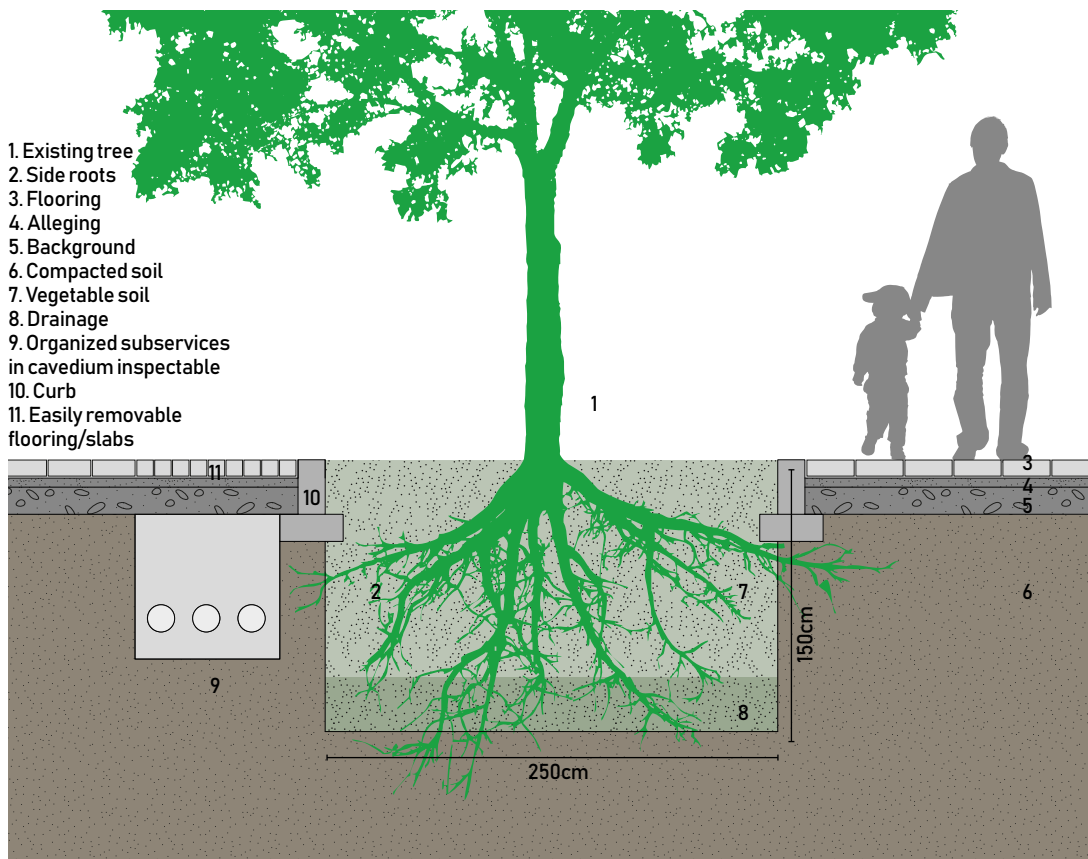 1. Existing tree
2. Side roots
3. Flooring
4. Alleging
5. Background
6. Compacted soil
7. Vegetable soil
8. Drainage
9. Organized subservices
in cavedium inspectable
10. Curb
11. Easily removable
flooring/slabs
1
11
3
4
10
5
2
7
6
150cm
9
8
250cm